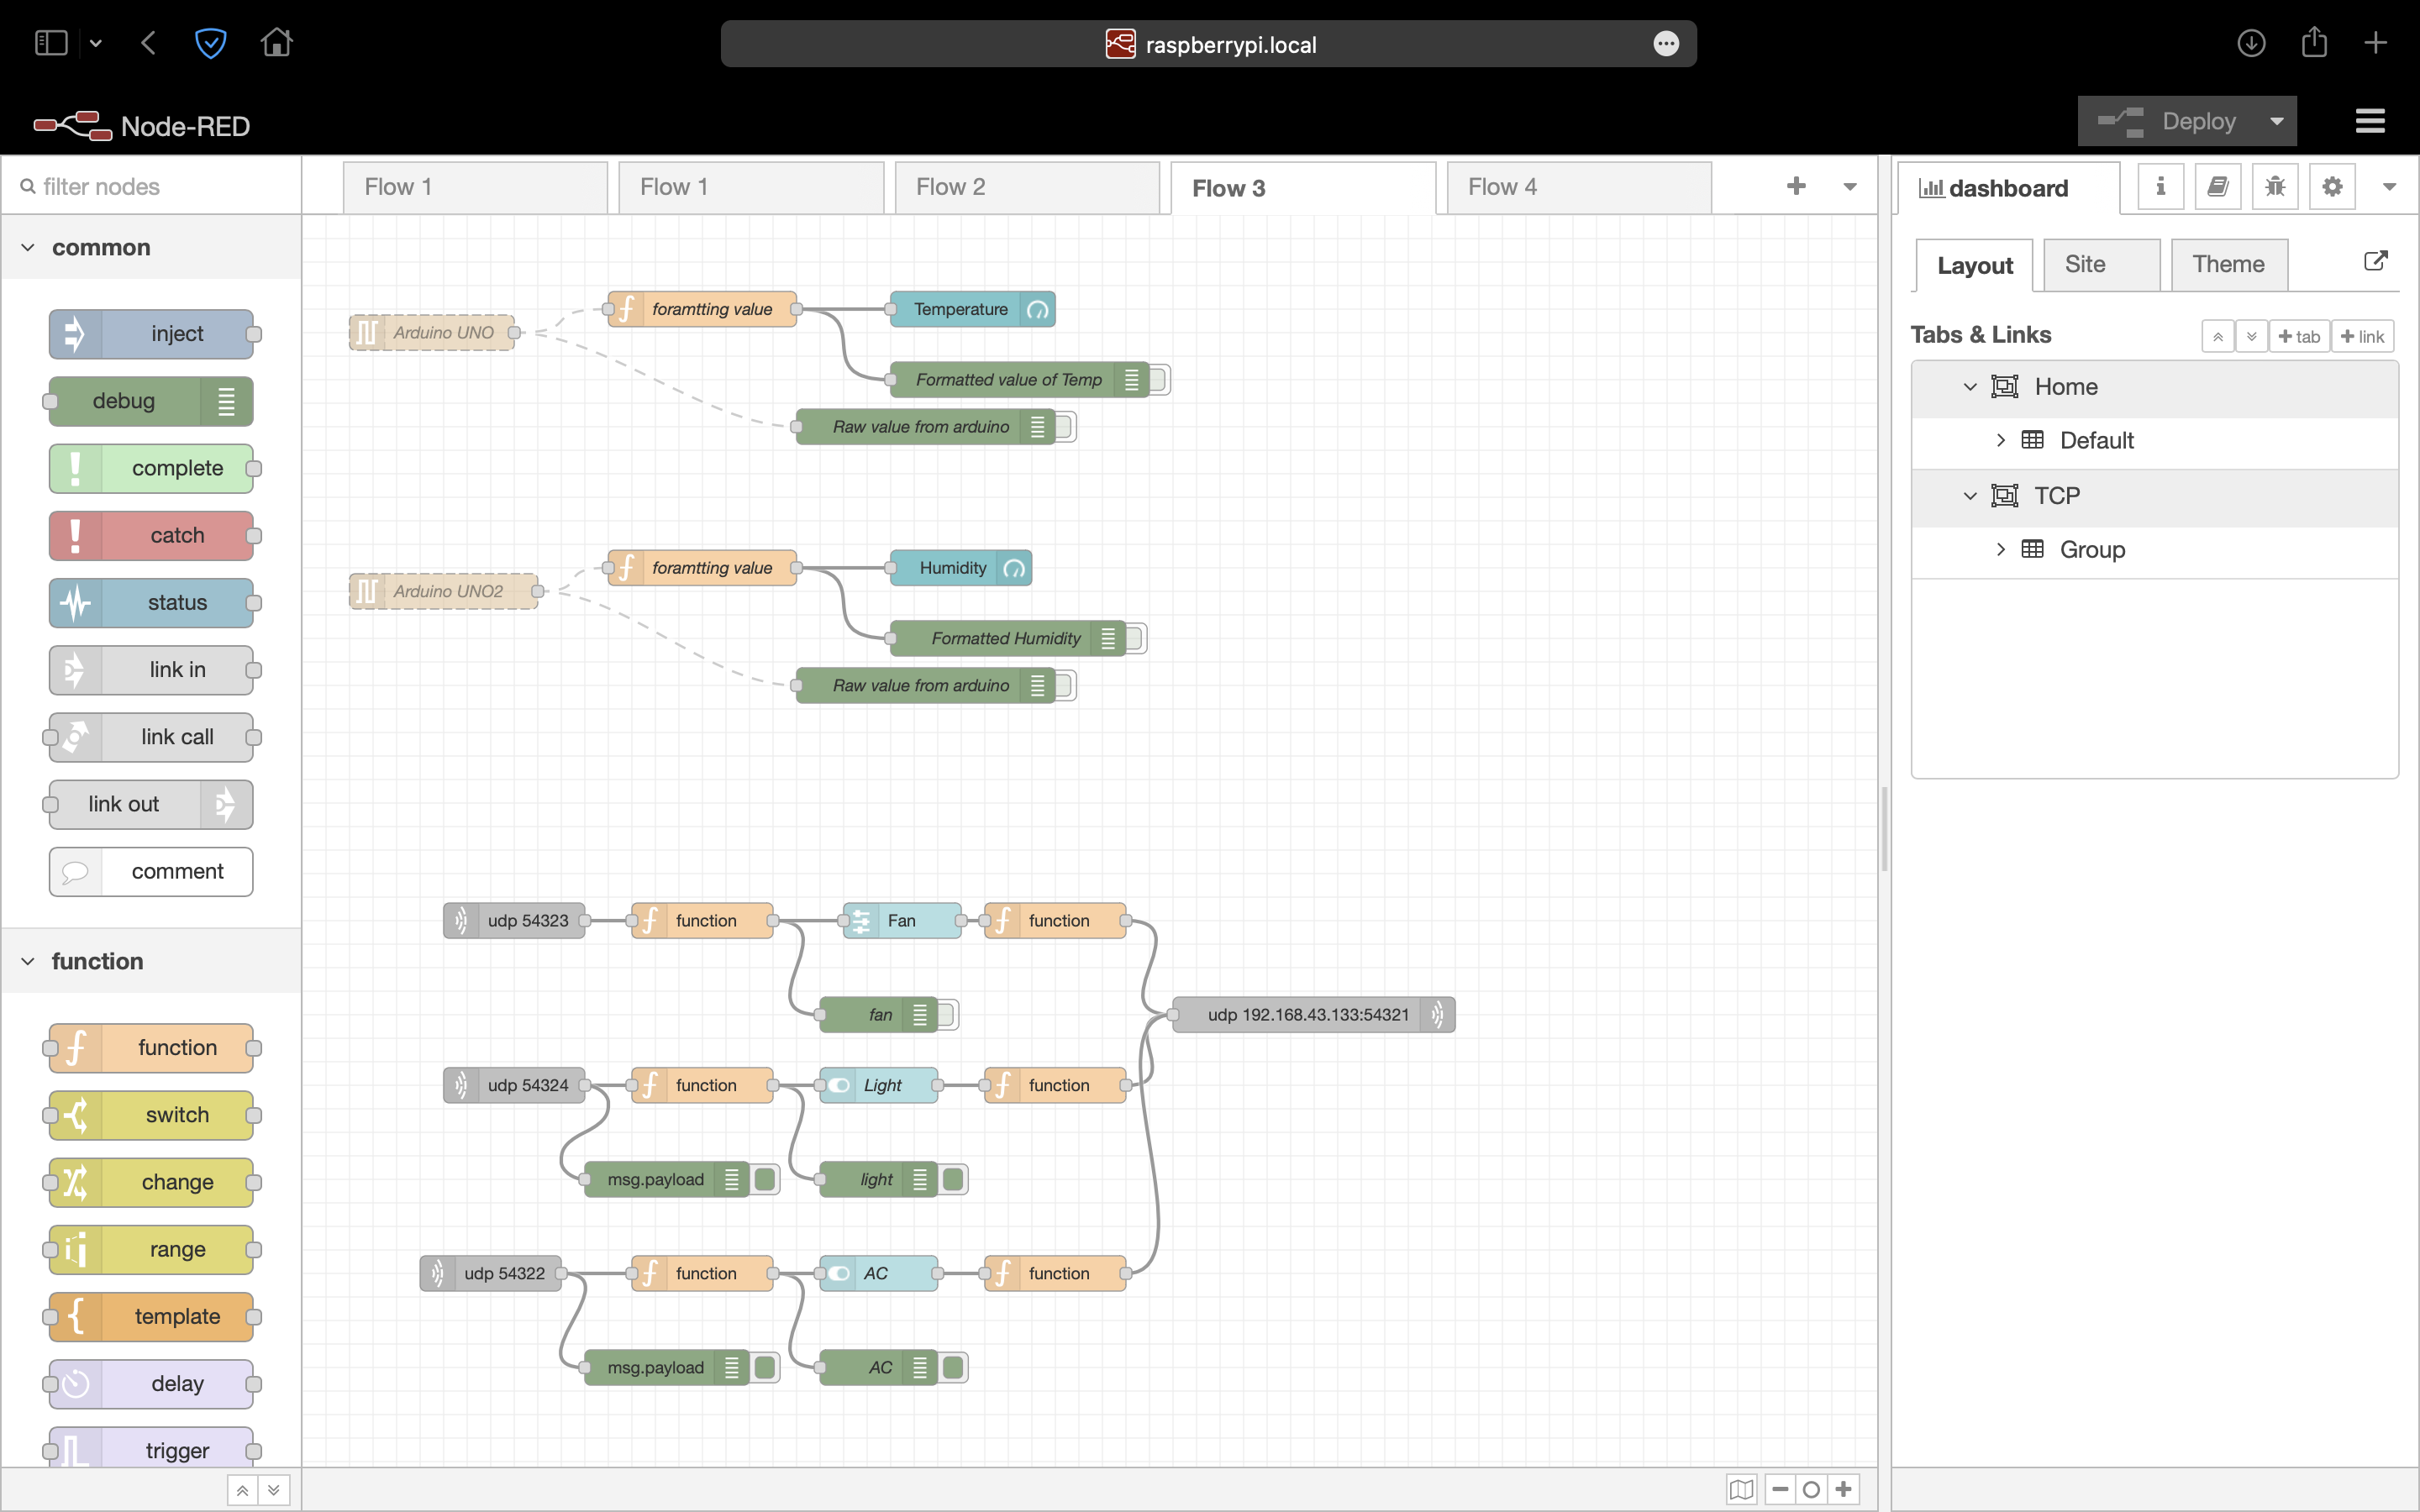 raspberrypi.local
Node-RED
Deploy
filter nodes
Flow 1
Flow 1
Flow 2
Flow 3
Flow 4
dashboard
common
inject
debug
complete
catch
status
link in
link call
link out
comment
function
function
switch
change
range
template
delay
trigger
Arduino UNO
foramtting value
Temperature
Formatted value of Temp
Raw value from arduino
Arduino UNO2
foramtting value
Humidity
Formatted Humidity
Raw value from arduino
udp 54323
function
Fan
function
fan
udp 192.168.43.133:54321
udp 54324
function
Light
function
msg.payload
light
udp 54322
function
AC
function
msg.payload
AC
Layout
Site
Theme
Tabs & Links
tab
link
Home
Default
TCP
Group